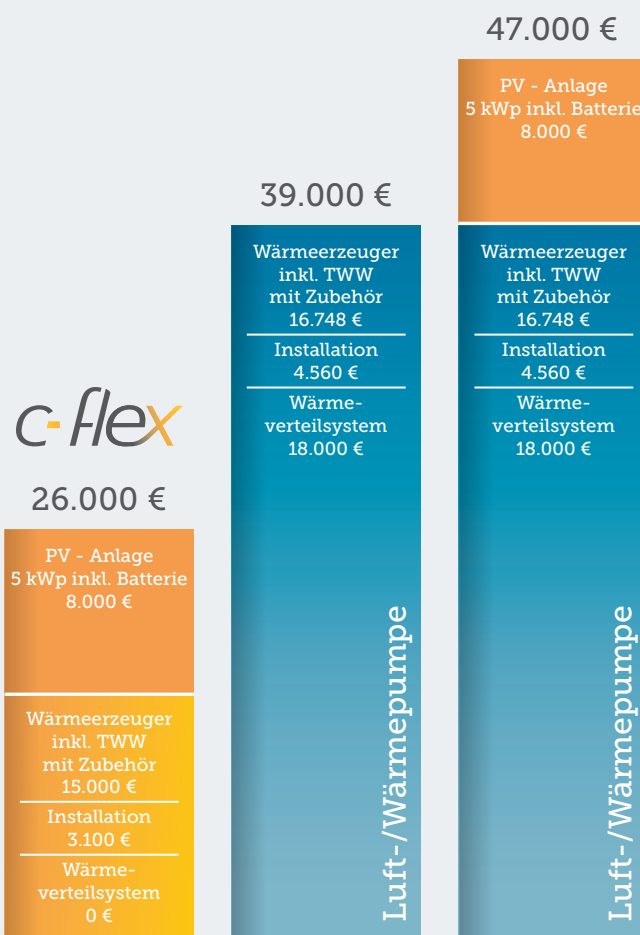 c-flex
26.000 €
PV - Anlage
5 kWp inkl. Batterie
8.000 €
Wärmeerzeuger
inkl. TWW
mit Zubehör
15.000 €
Installation
3.100 €
Wärme-
verteilsystem
0 €
39.000 €
Wärmeerzeuger
inkl. TWW
mit Zubehör
16.748 €
Installation
4.560 €
Wärme-
verteilsystem
18.000 €
Luft-/Wärmepumpe
47.000 €
PV - Anlage
5 kWp inkl. Batterie
8.000 €
Wärmeerzeuger
inkl. TWW
mit Zubehör
16.748 €
Installation
4.560 €
Wärme-
verteilsystem
18.000 €
Luft-/Wärmepumpe